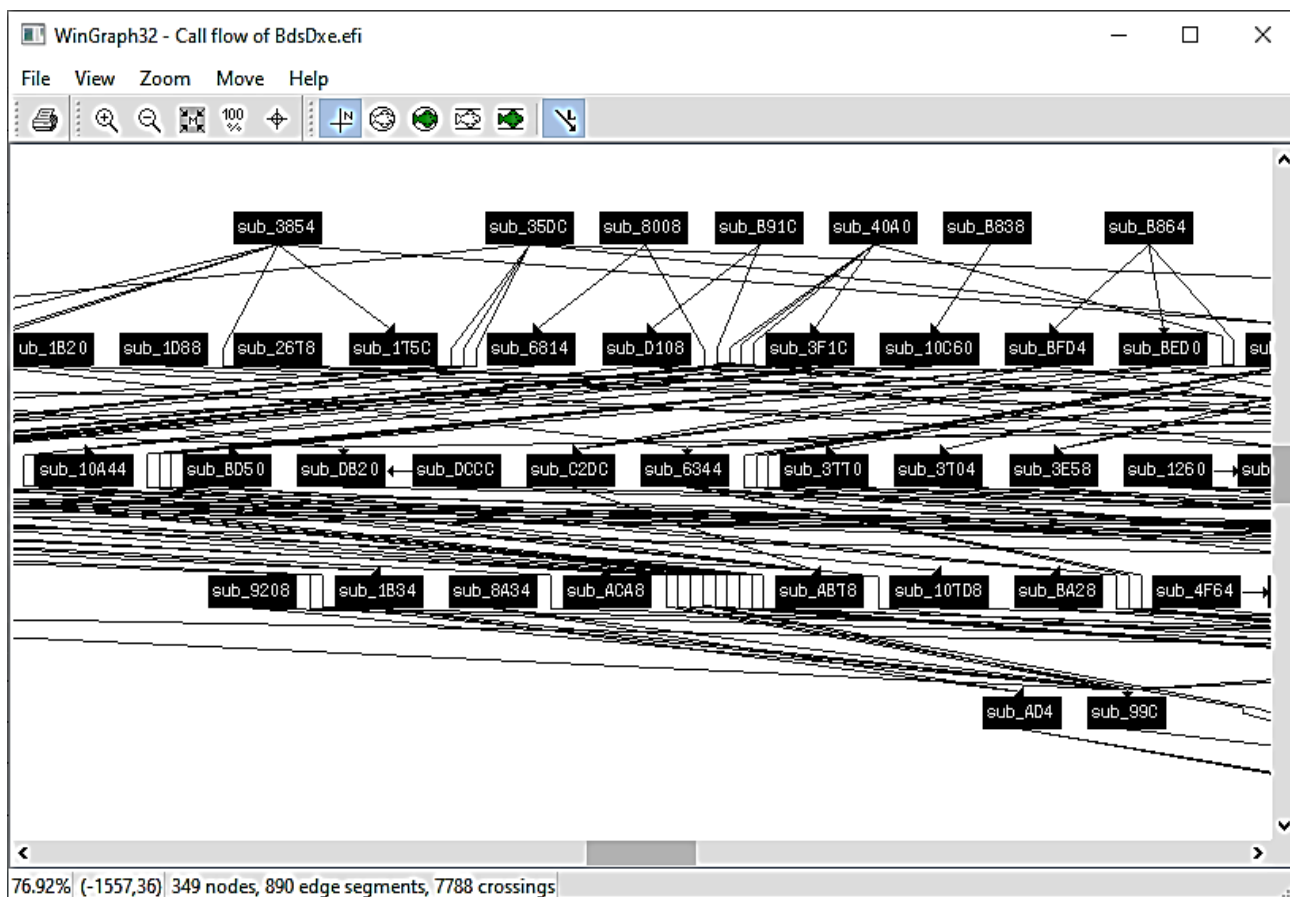 WinGraph32 - Call flow of BdsDxe.efi
File View Zoom Move Help
100 %
sub_3854 sub_35DC sub_8008 sub_B91C sub_40A0 sub_B838 sub_B864
ub_1B20 sub_1D88 sub_2678 sub_175C sub_6814 sub_D108 sub_3F1C sub_10C60 sub_BFD4 sub_BED0
sub_10A44 sub_BD50 sub_DB20 sub_DCCC sub_C2DC sub_6344 sub_3770 sub_3704 sub_3E58 sub_1260 sub
sub_9208 sub_1B34 sub_8A34 sub_ACA8 sub_AB78 sub_107D8 sub_BA28 sub_4F64
sub_AD4 sub_99C
76.92% (-1557,36) 349 nodes, 890 edge segments, 7788 crossings